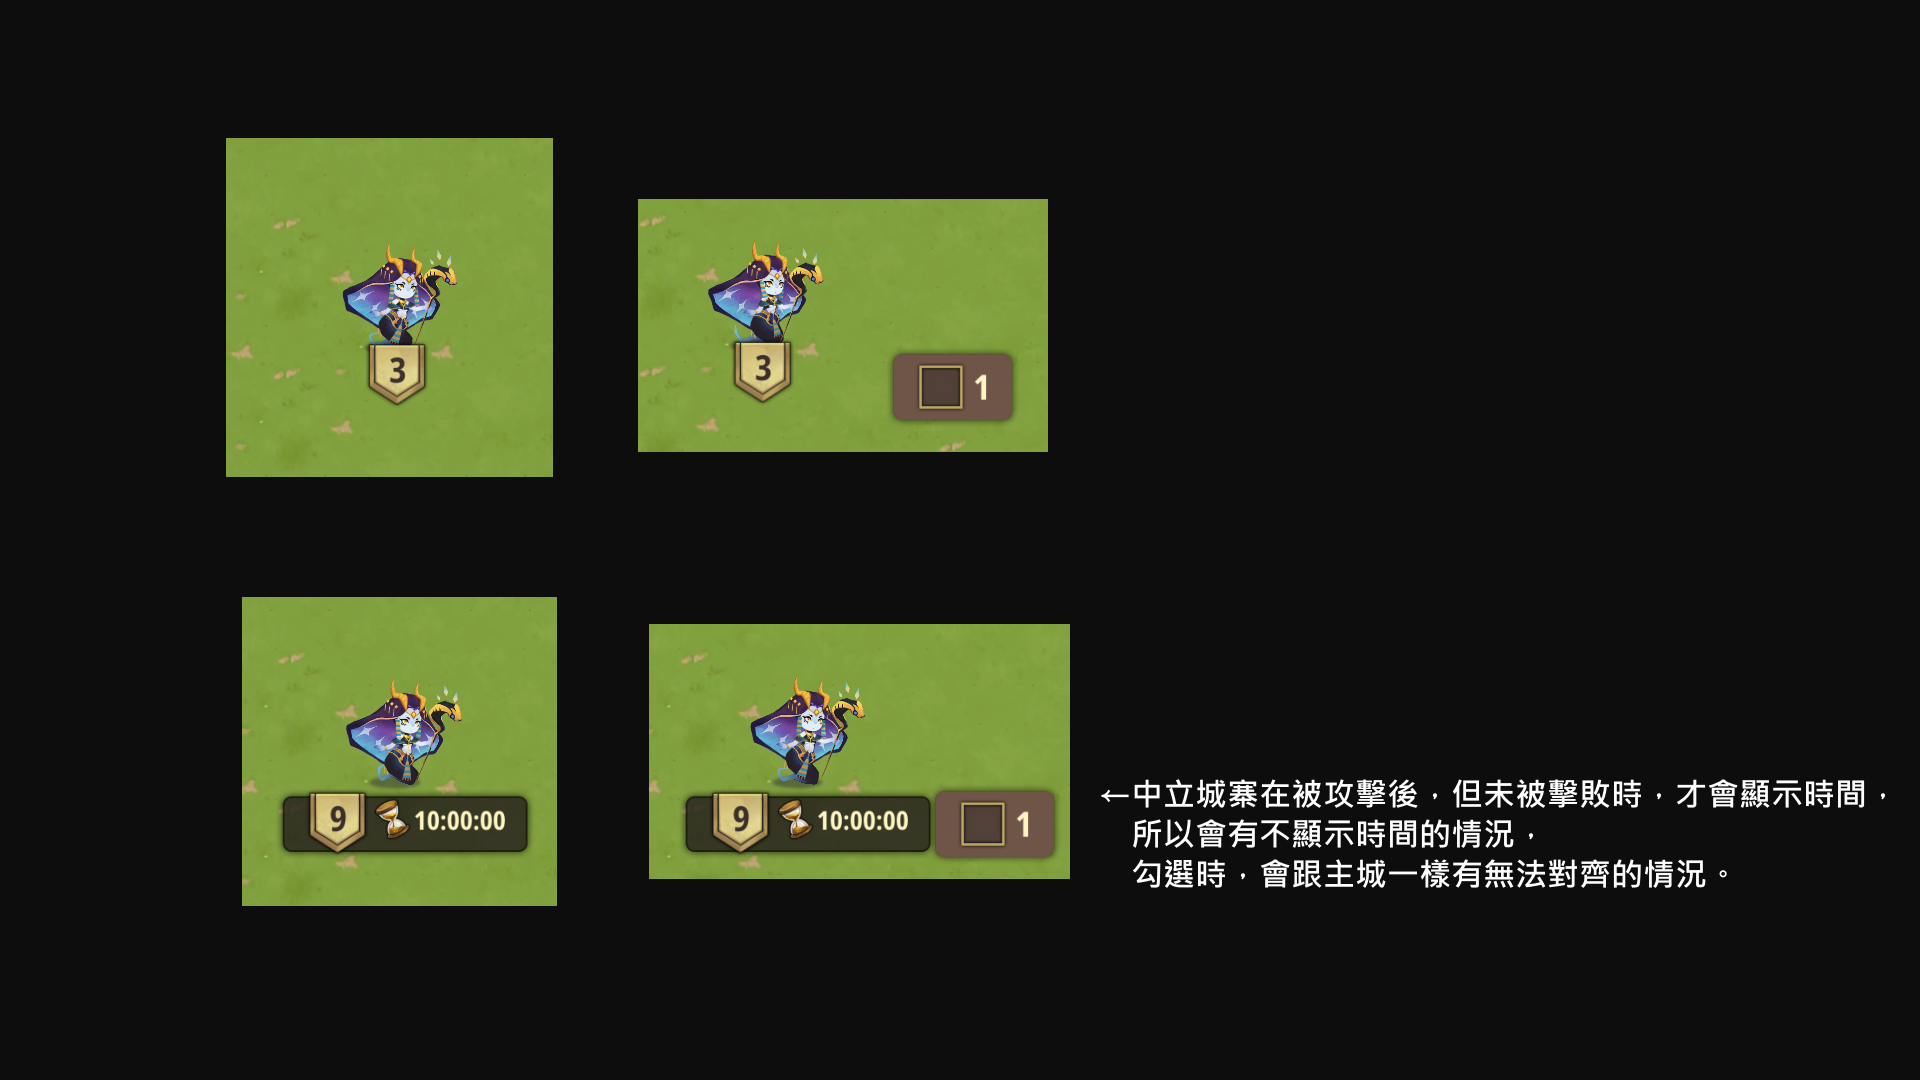 3
3
1
9 10:00:00
9 10:00:00 1
←中立城寨在被攻擊後，但未被擊敗時，才會顯示時間，
所以會有不顯示時間的情況，
勾選時，會跟主城一樣有無法對齊的情況。